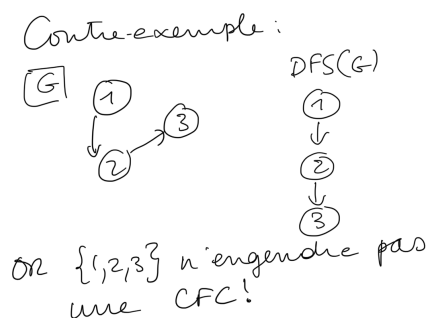 Contre-exemple :
G
1
2
3
DFS(G)
1
2
3
or {1,2,3} n'engendre pas
une CFC!